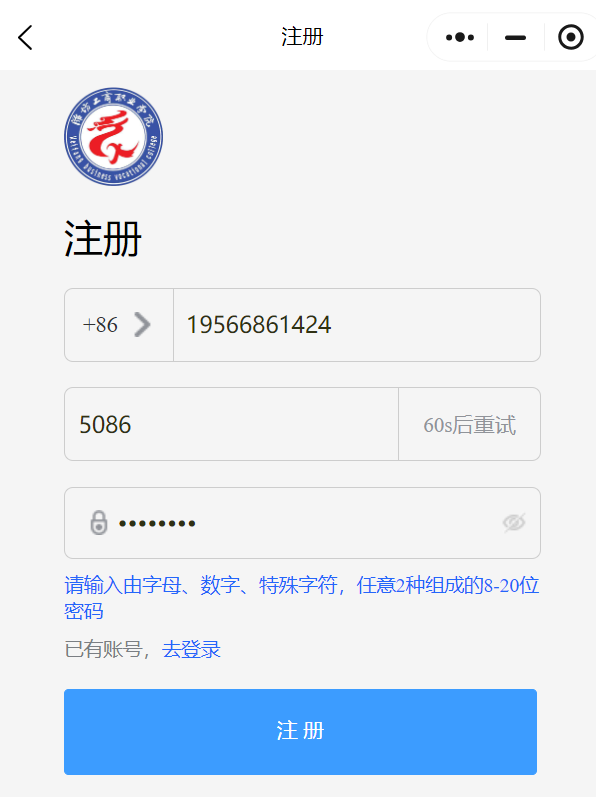 注册
潍坊工商职业学院
Weifang business vocational college
注册
+86
19566861424
5086
60s后重试
••••••••
请输入由字母、数字、特殊字符，任意2种组成的8-20位
密码
已有账号，去登录
注 册